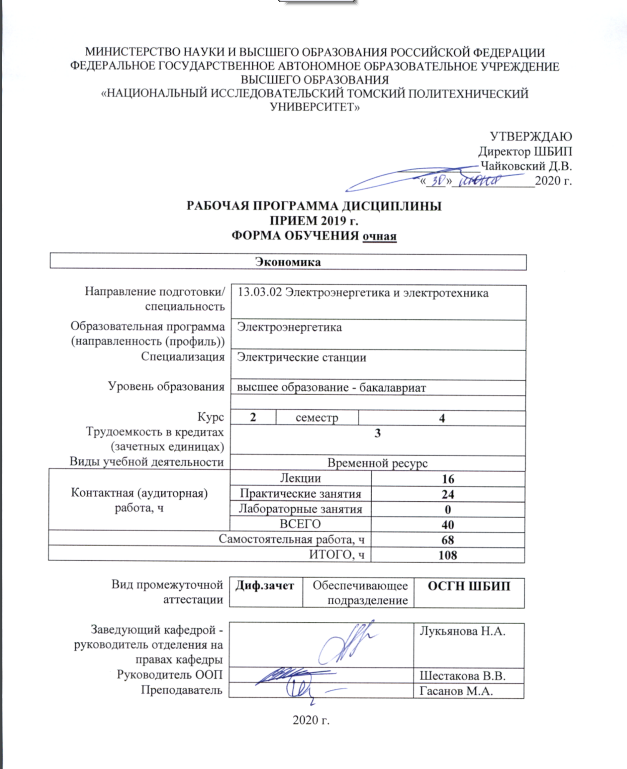 МИНИСТЕРСТВО НАУКИ И ВЫСШЕГО ОБРАЗОВАНИЯ РОССИЙСКОЙ ФЕДЕРАЦИИ
ФЕДЕРАЛЬНОЕ ГОСУДАРСТВЕННОЕ АВТОНОМНОЕ ОБРАЗОВАТЕЛЬНОЕ УЧРЕЖДЕНИЕ
ВЫСШЕГО ОБРАЗОВАНИЯ
«НАЦИОНАЛЬНЫЙ ИССЛЕДОВАТЕЛЬСКИЙ ТОМСКИЙ ПОЛИТЕХНИЧЕСКИЙ
УНИВЕРСИТЕТ»
УТВЕРЖДАЮ
Директор ШБИП
Чайковский Д.В.
«30» 2020 г.
РАБОЧАЯ ПРОГРАММА ДИСЦИПЛИНЫ
ПРИЕМ 2019 г.
ФОРМА ОБУЧЕНИЯ очная
Экономика
Направление подготовки/ 13.03.02 Электроэнергетика и электротехника
специальность
Образовательная программа Электроэнергетика
(направленность (профиль))
Специализация Электрические станции
Уровень образования высшее образование - бакалавриат
Курс 2 семестр 4
Трудоемкость в кредитах 3
(зачетных единицах)
Виды учебной деятельности Временной ресурс
Лекции 16
Контактная (аудиторная) Практические занятия 24
работа, ч Лабораторные занятия 0
ВСЕГО 40
Самостоятельная работа, ч 68
ИТОГО, ч 108
Вид промежуточной Диф.зачет Обеспечивающее ОСГН ШБИП
аттестации подразделение
Заведующий кафедрой - Лукьянова Н.А.
руководитель отделения на
правах кафедры
Руководитель ООП Шестакова В.В.
Преподаватель Гасанов М.А.
2020 г.